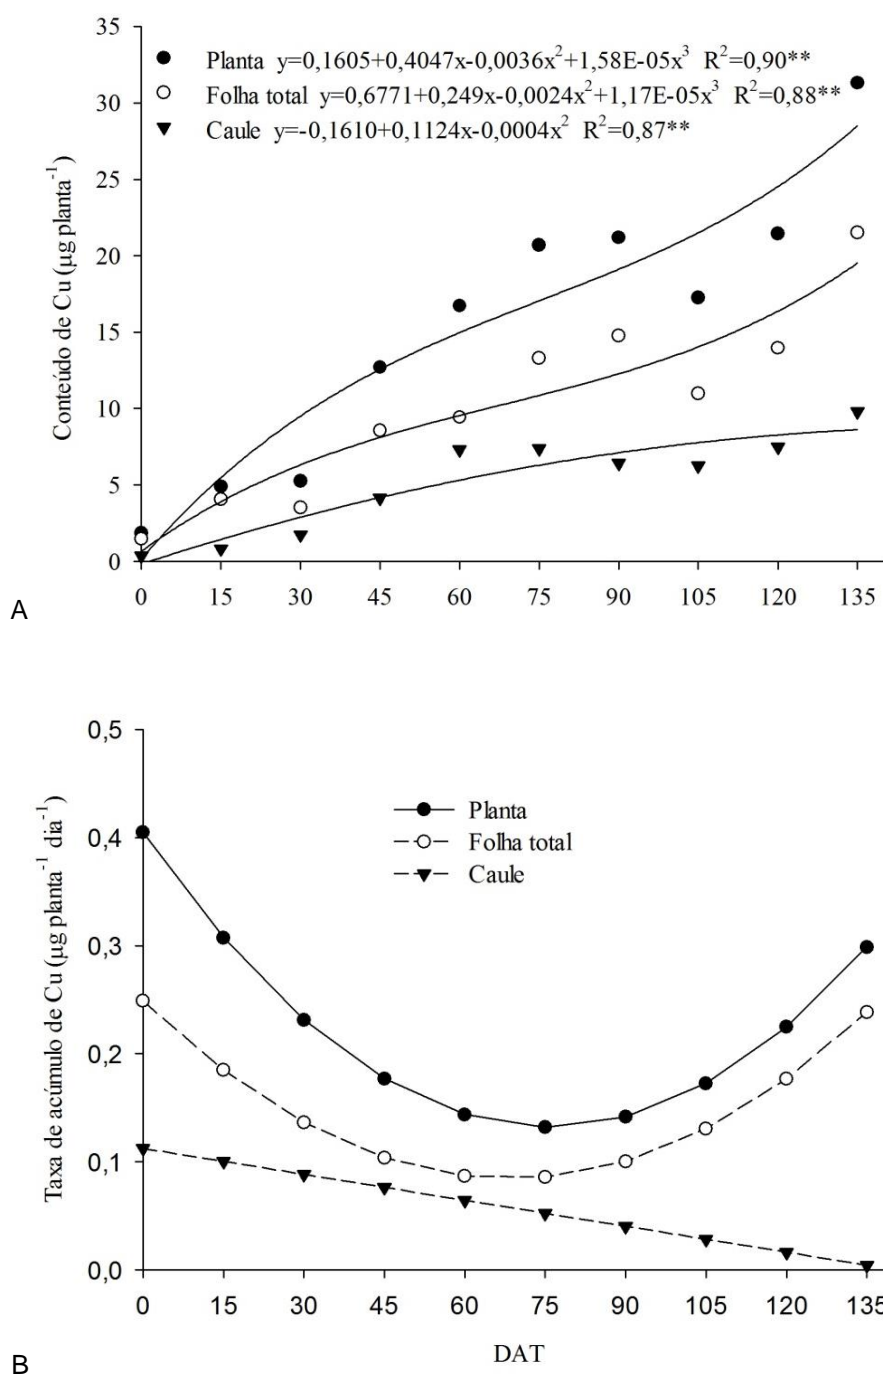 Planta y=0,1605+0,4047x-0,0036x²+1,58E-05x³ R²=0,90**
Folha total y=0,6771+0,249x-0,0024x²+1,17E-05x³ R²=0,88**
Caule y=-0,1610+0,1124x-0,0004x² R²=0,87**
Conteúdo de Cu (µg planta⁻¹)
35
30
25
20
15
10
5
0
0 15 30 45 60 75 90 105 120 135
A
Taxa de acúmulo de Cu (µg planta⁻¹ dia⁻¹)
0,5
0,4
0,3
0,2
0,1
0,0
Planta
Folha total
Caule
0 15 30 45 60 75 90 105 120 135
DAT
B